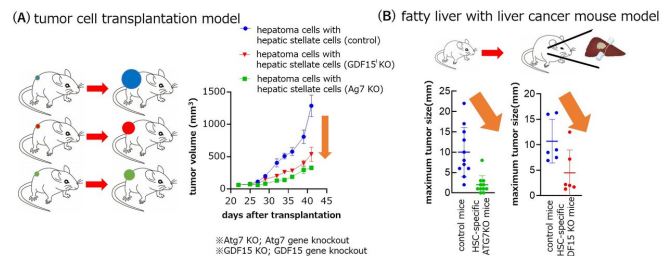 (A) tumor cell transplantation model
hepatoma cells with
hepatic stellate cells (control)
hepatoma cells with
hepatic stellate cells (GDF15 KO)
hepatoma cells with
hepatic stellate cells (Ag7 KO)
tumor volume (mm³)
1500
1000
500
0
20 25 30 35 40 45
days after transplantation
※Atg7 KO; Atg7 gene knockout
※GDF15 KO; GDF15 gene knockout
(B) fatty liver with liver cancer mouse model
maximum tumor size(mm)
25
20
15
10
5
0
control mice
HSC-specific
ATG7KO mice
maximum tumor size(mm)
25
20
15
10
5
0
control mice
HSC-specific
GDF15 KO mice